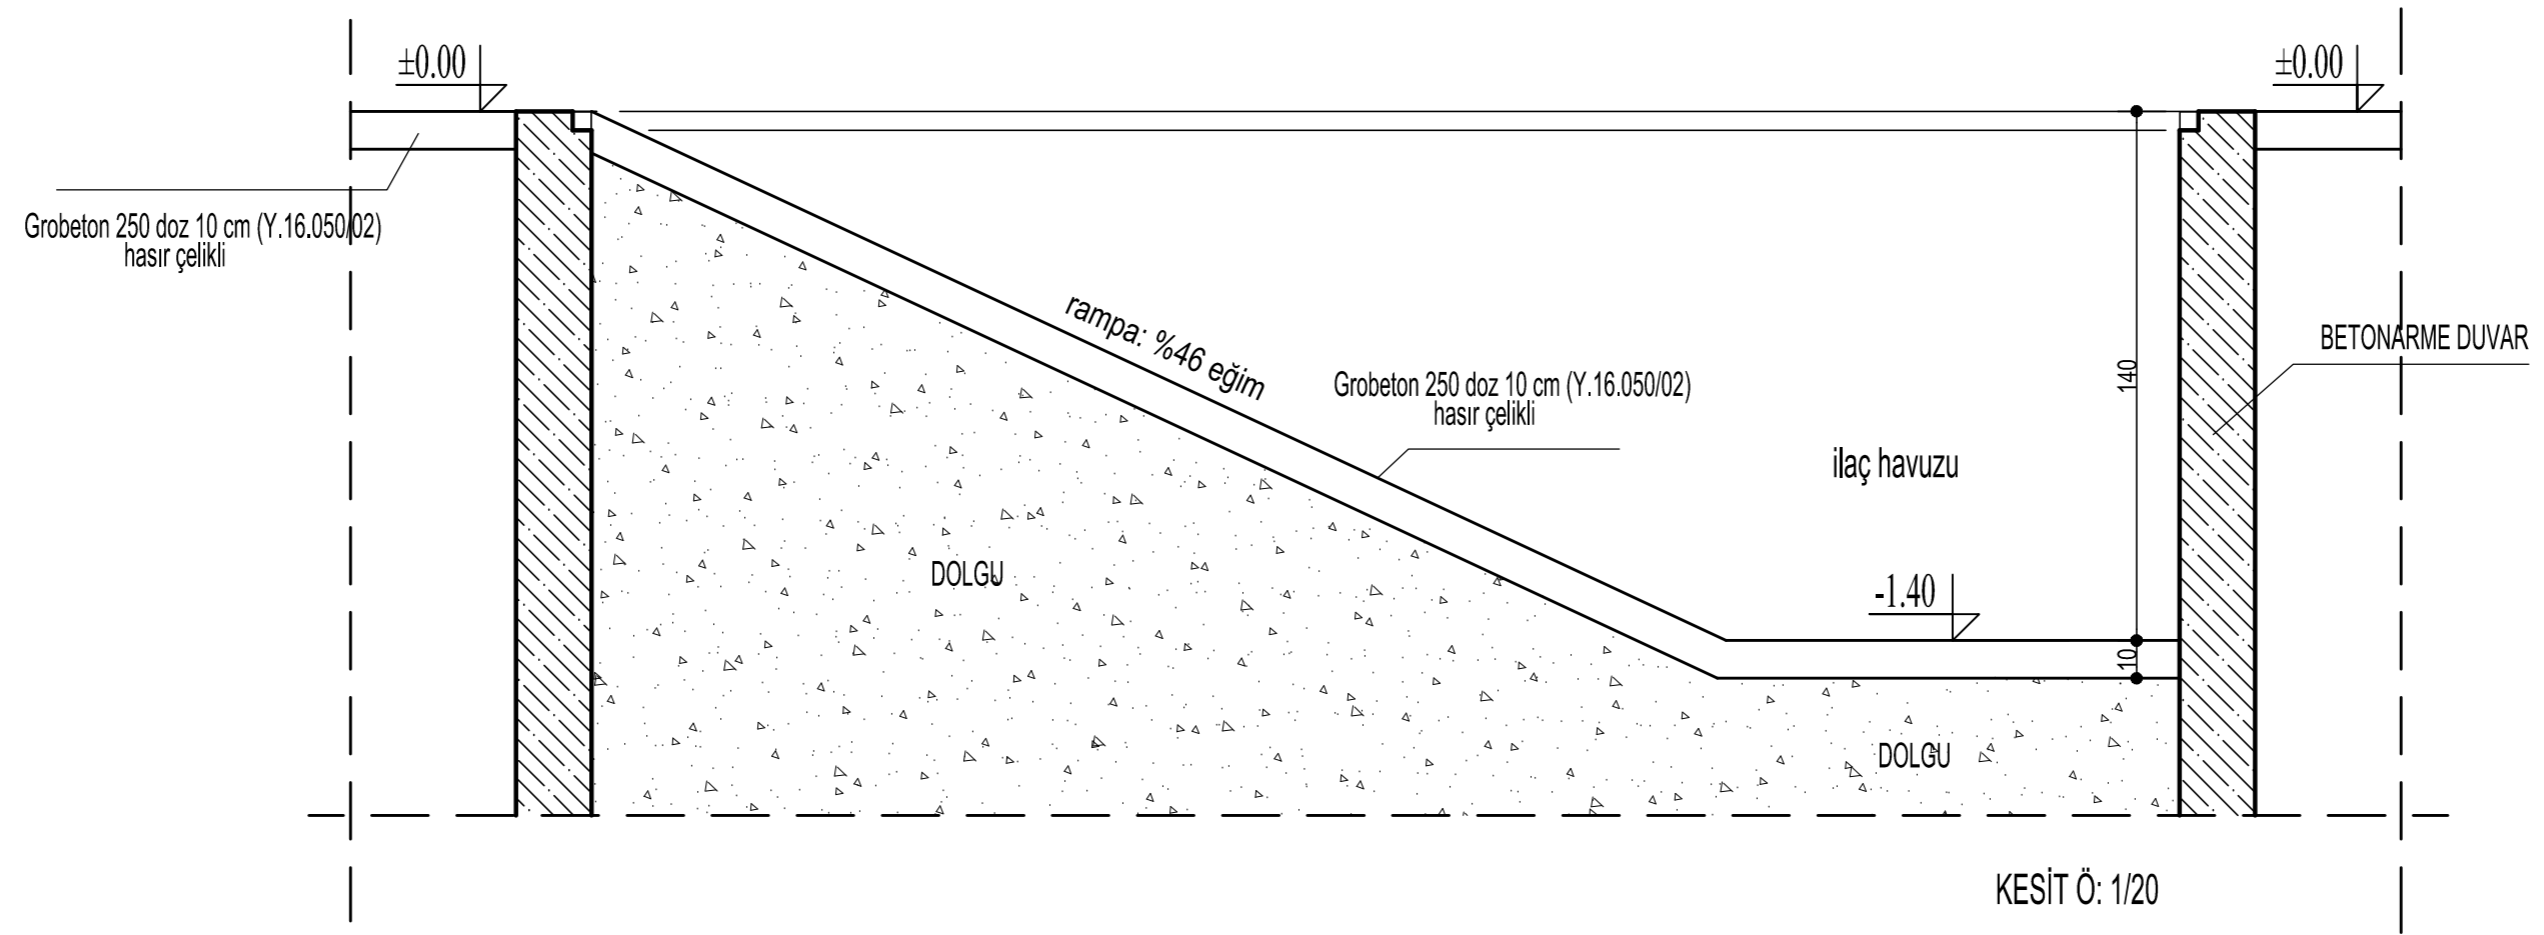 ±0.00
±0.00
Grobeton 250 doz 10 cm (Y.16.050/02)
hasır çelikli
rampa: %46 eğim
BETONARME DUVAR
Grobeton 250 doz 10 cm (Y.16.050/02)
hasır çelikli
140
ilaç havuzu
DOLGU
-1.40
10
DOLGU
KESİT Ö: 1/20